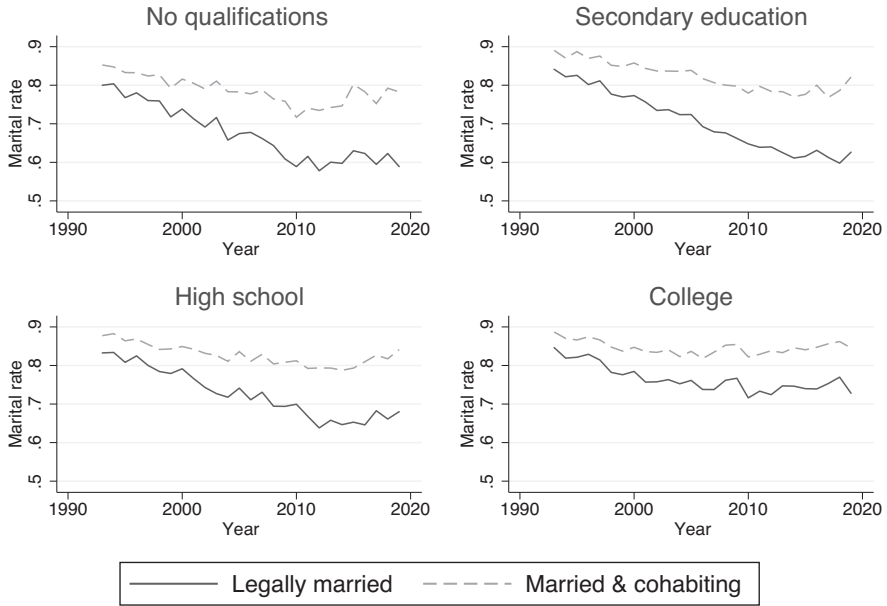 No qualifications
Marital rate
.9
.8
.7
.6
.5
1990 2000 2010 2020
Year
Secondary education
Marital rate
.9
.8
.7
.6
.5
1990 2000 2010 2020
Year
High school
Marital rate
.9
.8
.7
.6
.5
1990 2000 2010 2020
Year
College
Marital rate
.9
.8
.7
.6
.5
1990 2000 2010 2020
Year
Legally married Married & cohabiting